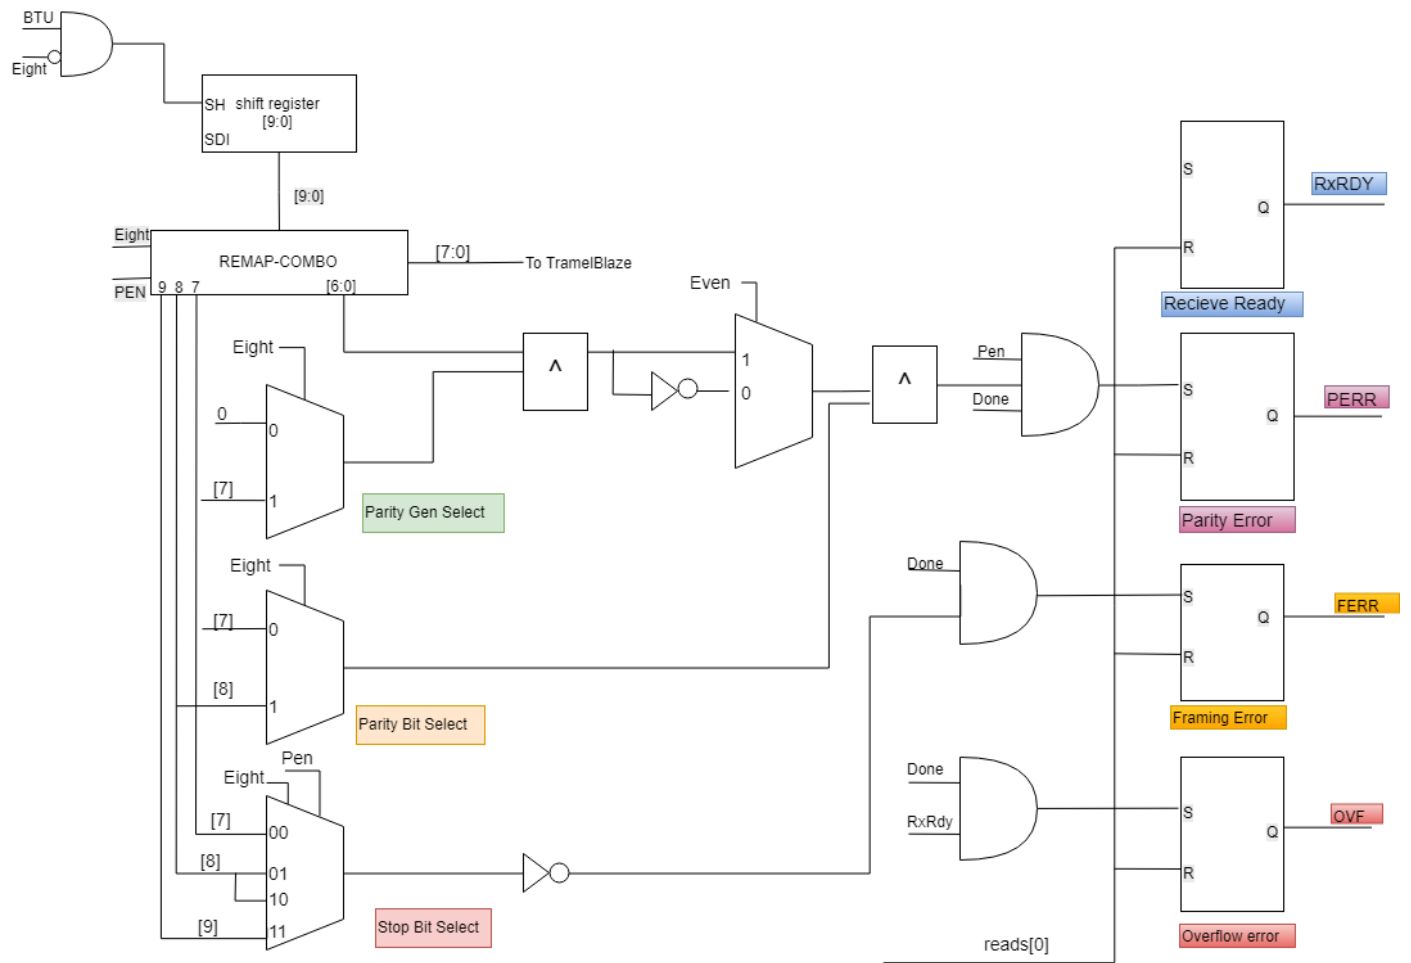 BTU
Eight
SH shift register
[9:0]
SDI
[9:0]
Eight
PEN
REMAP-COMBO
9 8 7 [6:0]
[7:0]
To TramelBlaze
Eight
0
0
[7]
1
Parity Gen Select
^
Even
1
0
^
Pen
Done
S
Q
R
RxRDY
Recieve Ready
S
Q
R
PERR
Parity Error
Eight
[7]
0
[8]
1
Parity Bit Select
Done
S
Q
R
FERR
Framing Error
Pen
Eight
[7]
00
[8]
01
10
[9]
11
Stop Bit Select
Done
RxRdy
S
Q
R
OVF
Overflow error
reads[0]